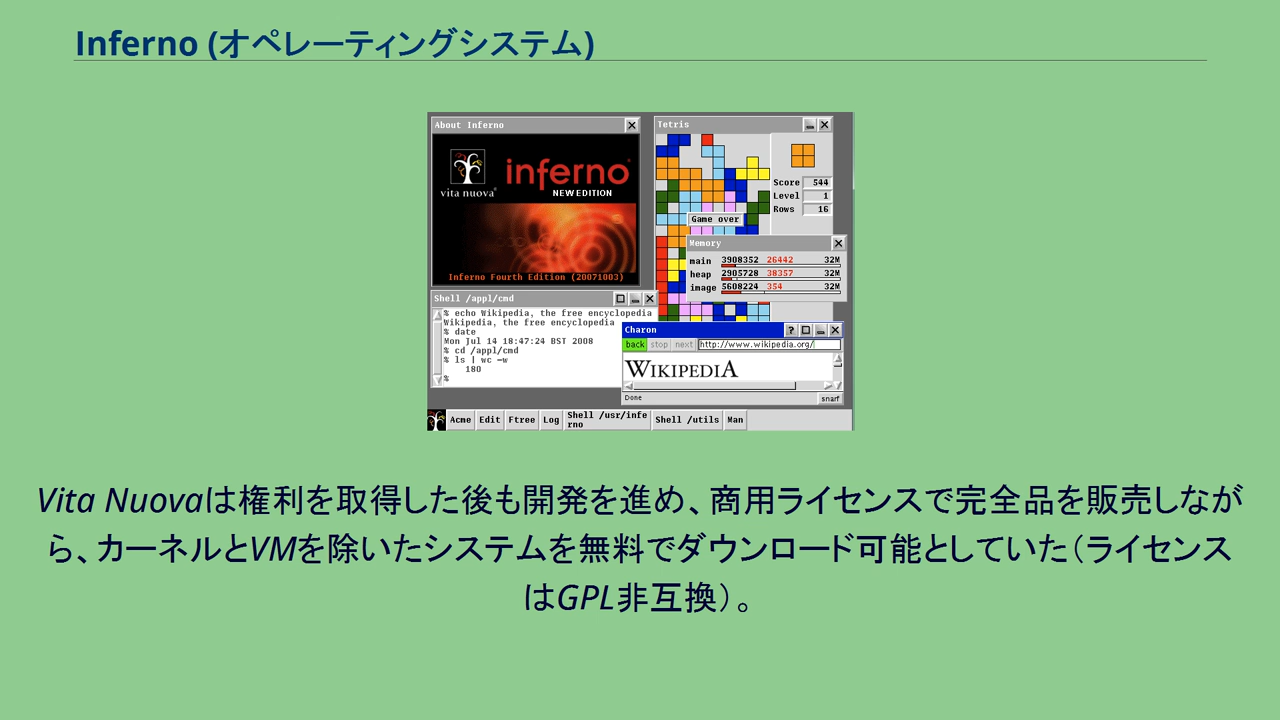 Inferno (オペレーティングシステム)
About Inferno
vita nuova
inferno
NEW EDITION
Inferno Fourth Edition (20071003)
Tetris
Score 544
Level 1
Rows 16
Game over
Memory
main 3908352 26442 32M
heap 2905728 38357 32M
image 5608224 354 32M
Shell /appl/cmd
% echo Wikipedia, the free encyclopedia
Wikipedia, the free encyclopedia
% date
Mon Jul 14 18:47:24 BST 2008
% cd /appl/cmd
% ls | wc -w
180
%
Charon
back stop next http://www.wikipedia.org/
WIKIPEDIA
Done
snarf
Acme Edit Ftree Log Shell /usr/infe
rno Shell /utils Man
Vita Nuovaは権利を取得した後も開発を進め、商用ライセンスで完全品を販売しなが
ら、カーネルとVMを除いたシステムを無料でダウンロード可能としていた（ライセンス
はGPL非互換）。